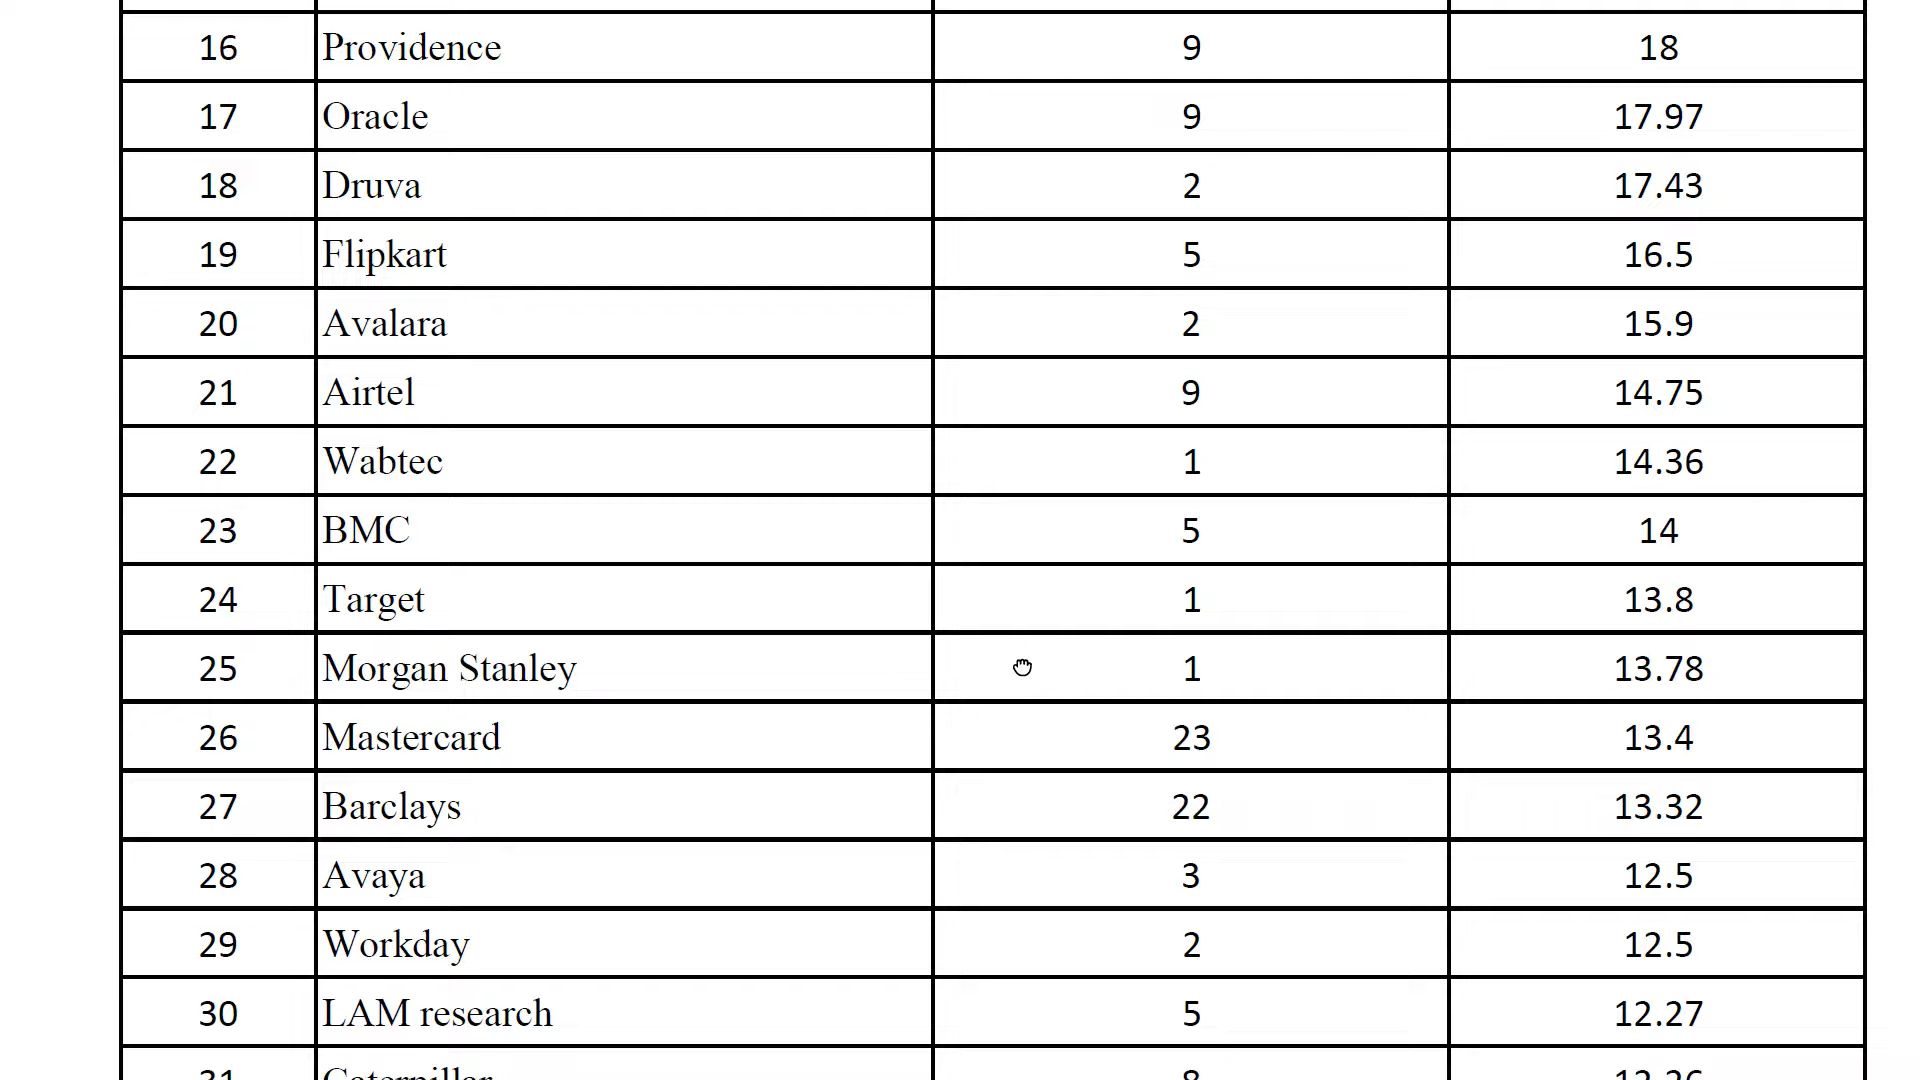 16 Providence 9 18
17 Oracle 9 17.97
18 Druva 2 17.43
19 Flipkart 5 16.5
20 Avalara 2 15.9
21 Airtel 9 14.75
22 Wabtec 1 14.36
23 BMC 5 14
24 Target 1 13.8
25 Morgan Stanley 1 13.78
26 Mastercard 23 13.4
27 Barclays 22 13.32
28 Avaya 3 12.5
29 Workday 2 12.5
30 LAM research 5 12.27
31 Caterpillar 8